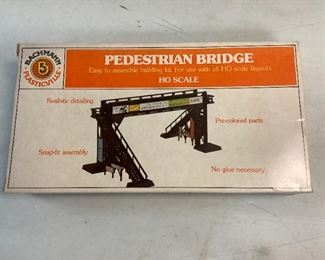 BACHMANN
B
PLASTICVILLE
PEDESTRIAN BRIDGE
Easy to assemble building kit. For use with all HO scale layouts
HO SCALE
Realistic detailing
Pre-colored parts
Snap-fit assembly
No glue necessary